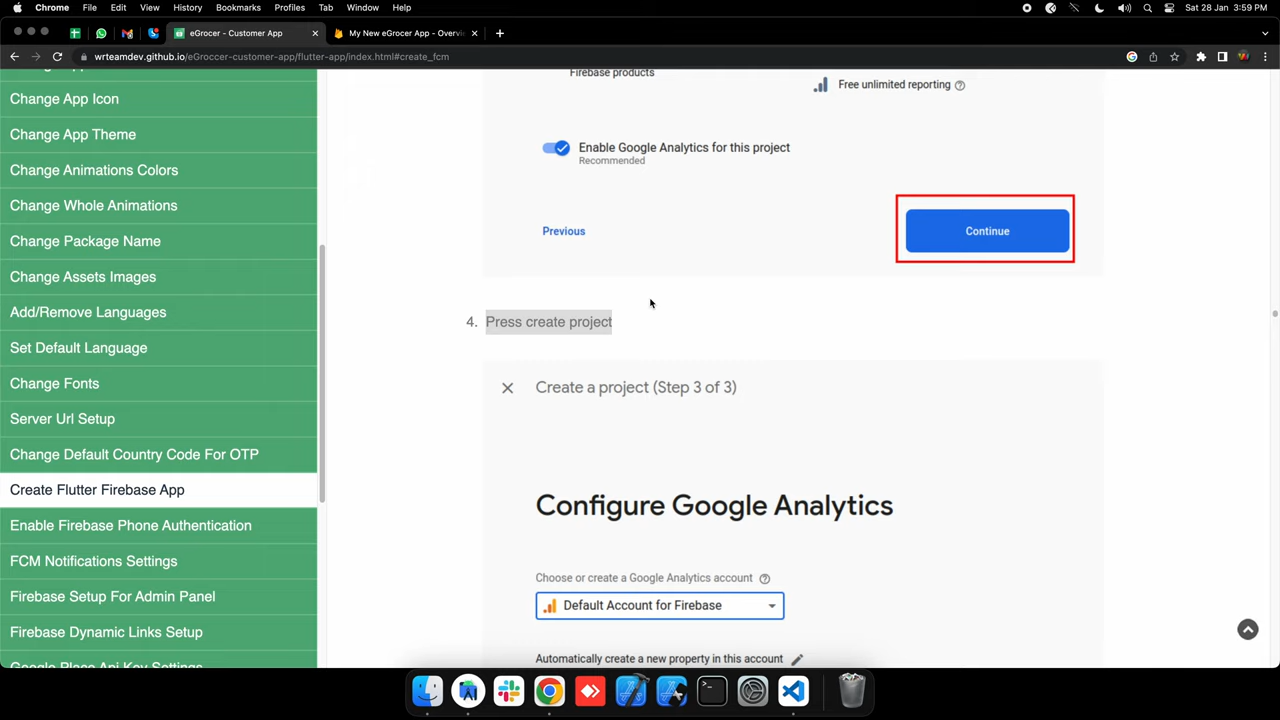 Chrome File Edit View History Bookmarks Profiles Tab Window Help Sat 28 Jan 3:59 PM
eGrocer - Customer App My New eGrocer App - Overvi
wrteamdev.github.io/eGroccer-customer-app/flutter-app/index.html#create_fcm
Change App Icon
Change App Theme
Change Animations Colors
Change Whole Animations
Change Package Name
Change Assets Images
Add/Remove Languages
Set Default Language
Change Fonts
Server Url Setup
Change Default Country Code For OTP
Create Flutter Firebase App
Enable Firebase Phone Authentication
FCM Notifications Settings
Firebase Setup For Admin Panel
Firebase Dynamic Links Setup
Google Place Api Key Settings
Firebase products
Free unlimited reporting
Enable Google Analytics for this project
Recommended
Previous
Continue
4. Press create project
Create a project (Step 3 of 3)
Configure Google Analytics
Choose or create a Google Analytics account
Default Account for Firebase
Automatically create a new property in this account